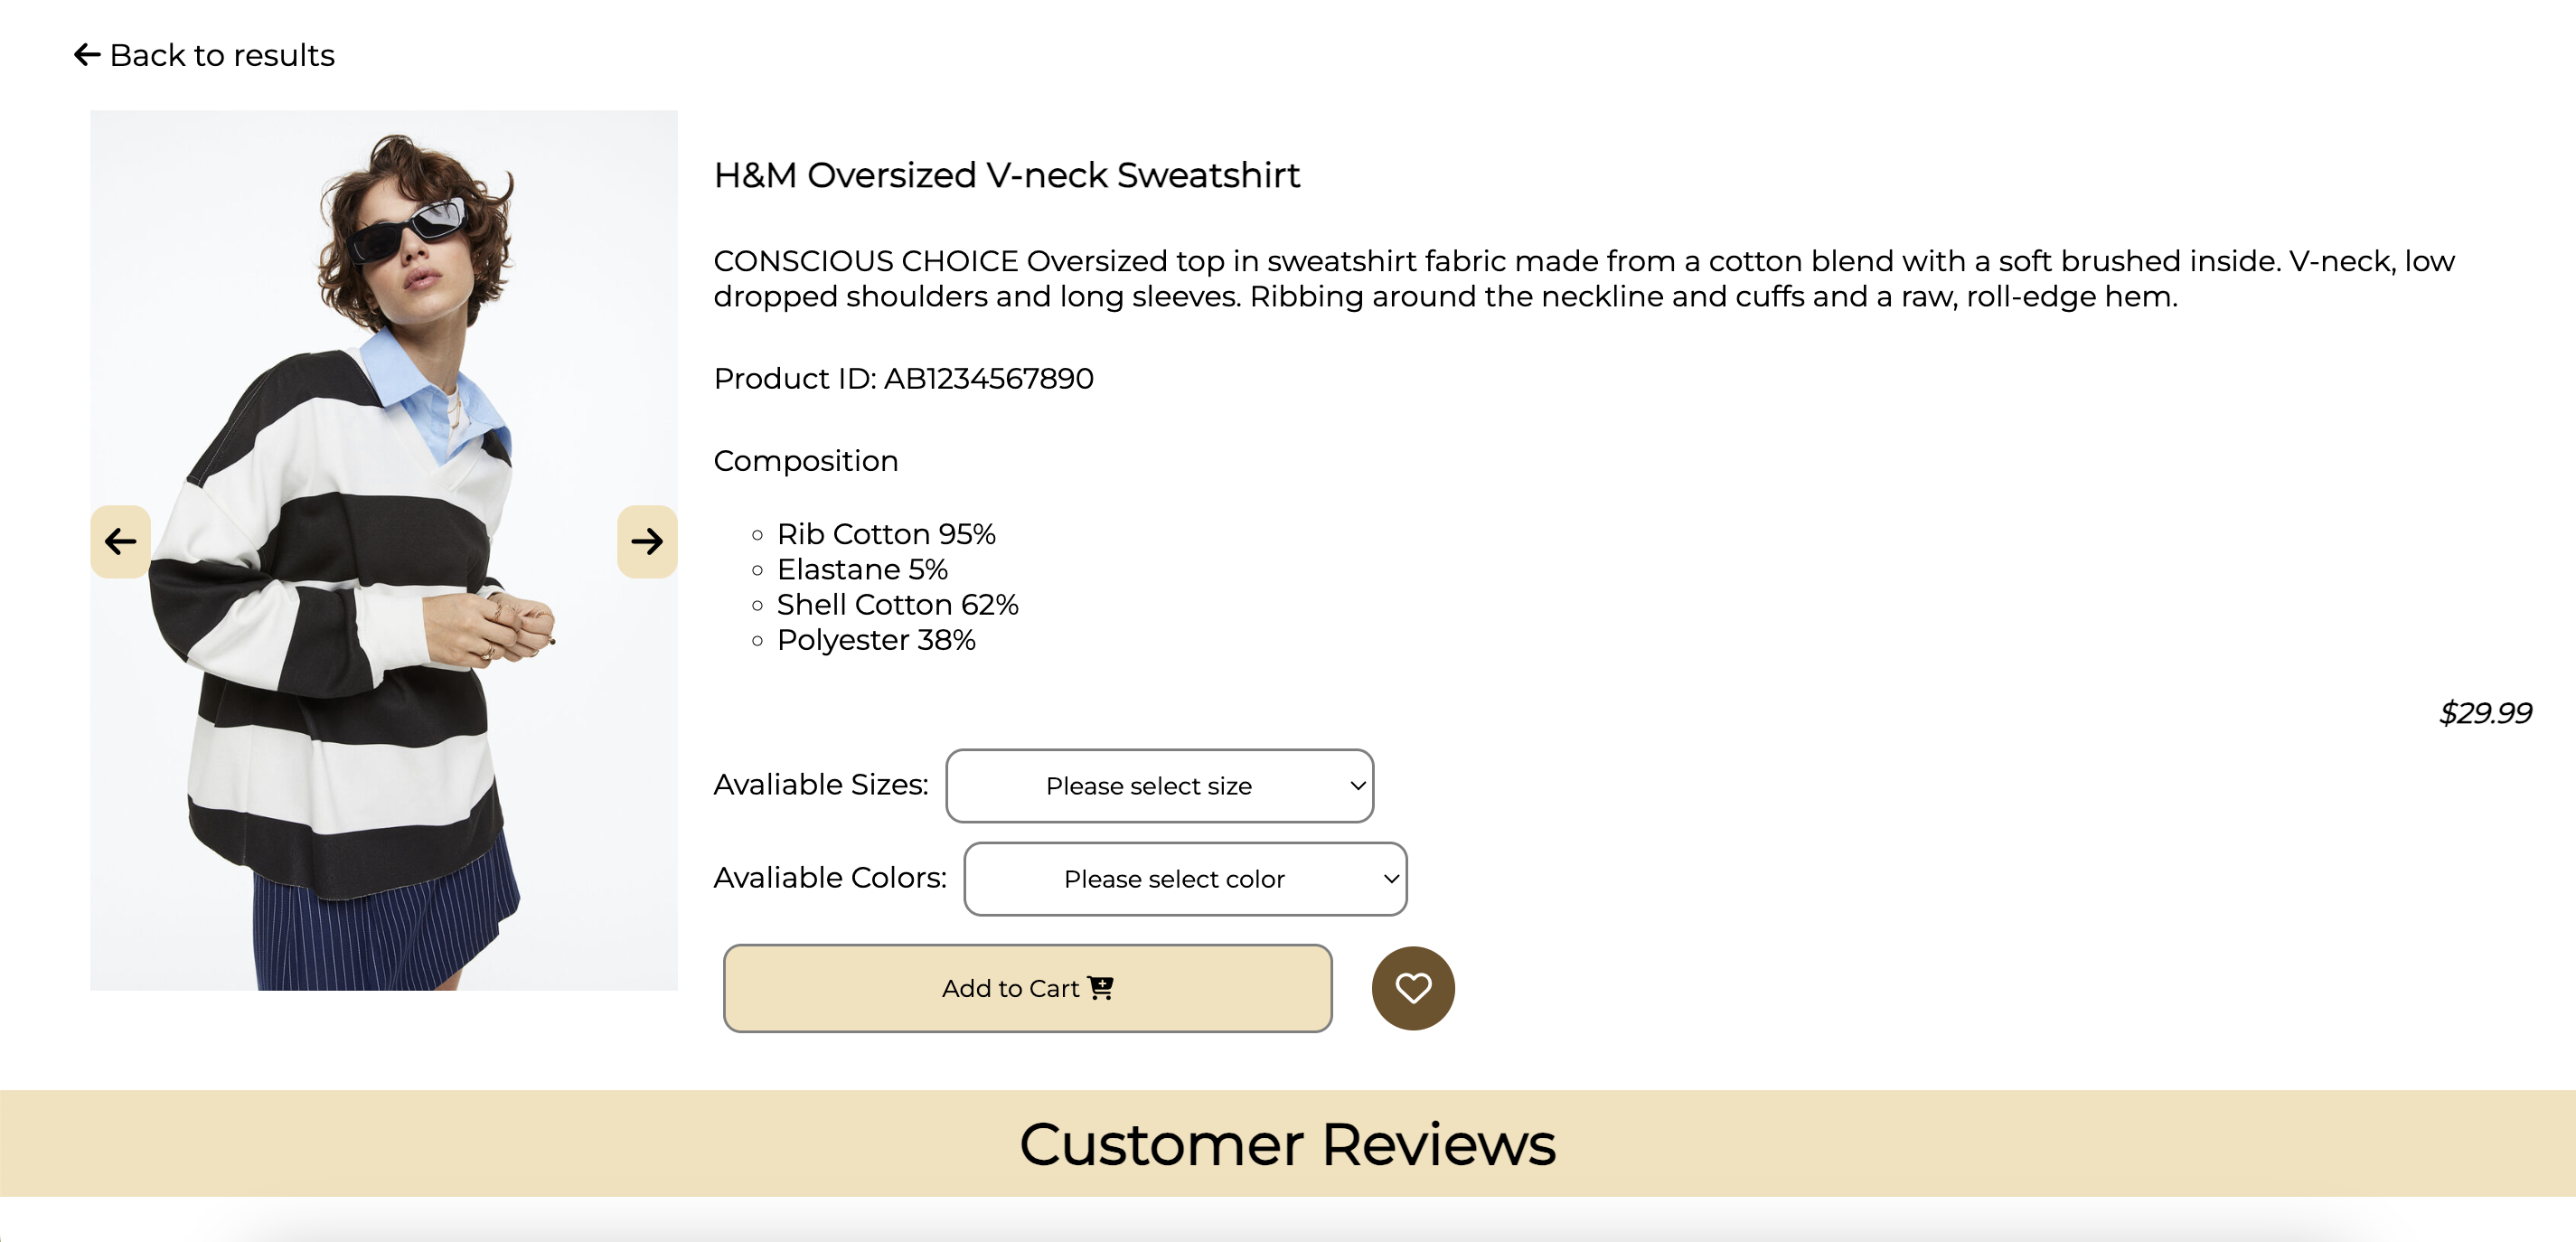 Back to results
H&M Oversized V-neck Sweatshirt
CONSCIOUS CHOICE Oversized top in sweatshirt fabric made from a cotton blend with a soft brushed inside. V-neck, low
dropped shoulders and long sleeves. Ribbing around the neckline and cuffs and a raw, roll-edge hem.
Product ID: AB1234567890
Composition
Rib Cotton 95%
Elastane 5%
Shell Cotton 62%
Polyester 38%
$29.99
Avaliable Sizes: Please select size
Avaliable Colors: Please select color
Add to Cart
Customer Reviews